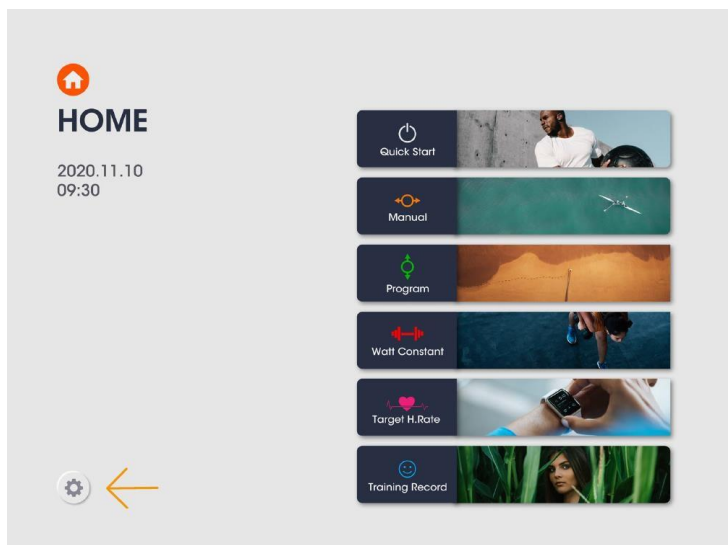 HOME
2020.11.10
09:30
Quick Start
Manual
Program
Watt Constant
Target H.Rate
Training Record